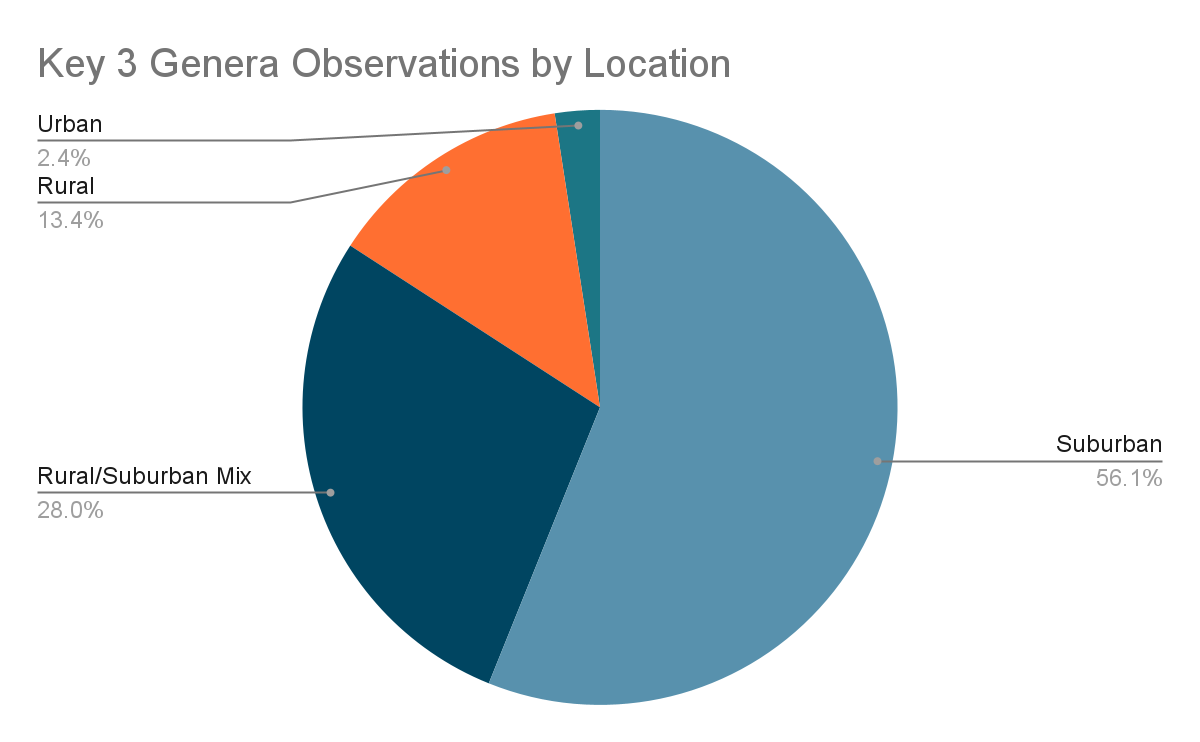 Key 3 Genera Observations by Location
Urban
2.4%
Rural
13.4%
Rural/Suburban Mix
28.0%
Suburban
56.1%